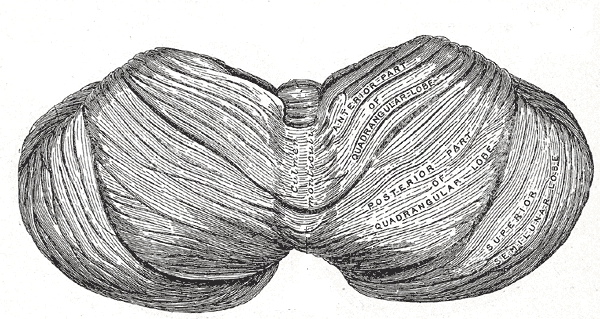 ANTERIOR-PART
OF
QUADRANGULAR-LOBE
POSTERIOR-PART
OF
QUADRANGULAR-LOBE
SUPERIOR
SEMILUNAR LOBE